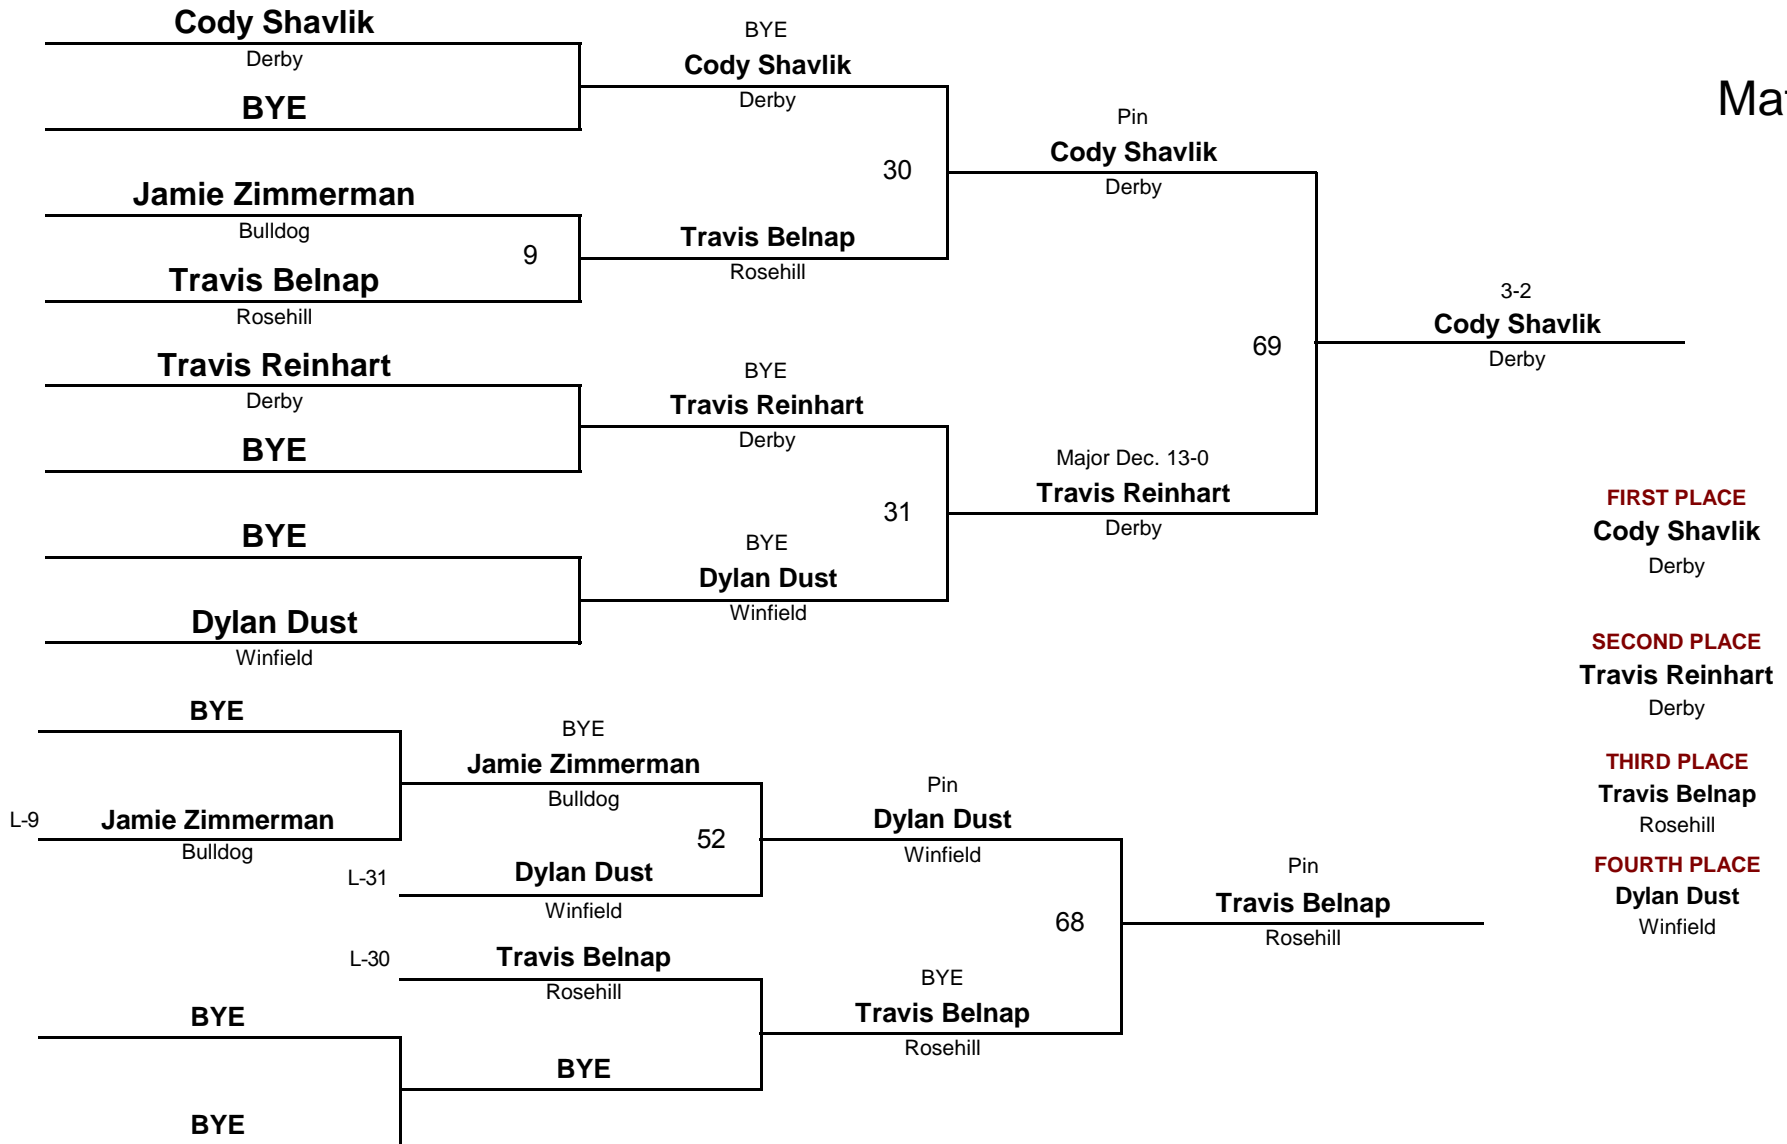 Cody Shavlik
Derby
BYE
Jamie Zimmerman
Bulldog
9
Travis Belnap
Rosehill
Travis Reinhart
Derby
BYE
BYE
Dylan Dust
Winfield
BYE
Cody Shavlik
Derby
30
Travis Belnap
Rosehill
BYE
Travis Reinhart
Derby
31
BYE
Dylan Dust
Winfield
Pin
Cody Shavlik
Derby
69
Major Dec. 13-0
Travis Reinhart
Derby
3-2
Cody Shavlik
Derby
FIRST PLACE
Cody Shavlik
Derby
SECOND PLACE
Travis Reinhart
Derby
THIRD PLACE
Travis Belnap
Rosehill
FOURTH PLACE
Dylan Dust
Winfield
BYE
L-9 Jamie Zimmerman
Bulldog
BYE
Jamie Zimmerman
Bulldog
52
L-31 Dylan Dust
Winfield
L-30 Travis Belnap
Rosehill
BYE
BYE
BYE
Pin
Dylan Dust
Winfield
68
BYE
Travis Belnap
Rosehill
Pin
Travis Belnap
Rosehill